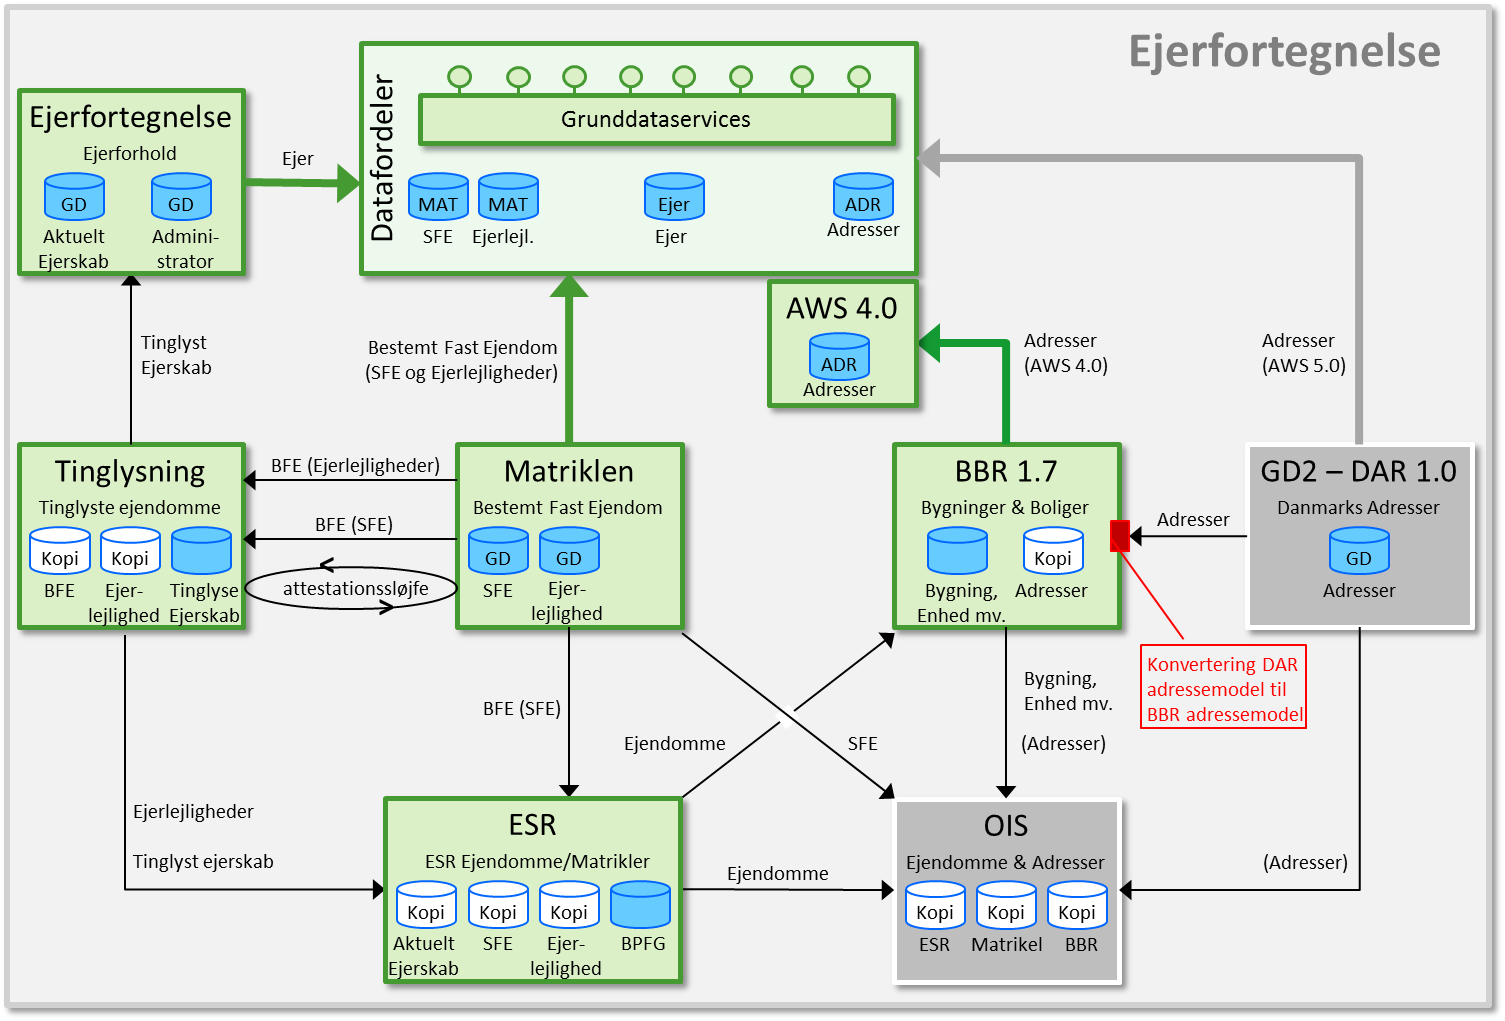 Ejerfortegnelse
Datafordeler
Grunddataservices
MAT
SFE
MAT
Ejerlejl.
Ejer
Ejer
ADR
Adresser
Ejerfortegnelse
Ejerforhold
GD
Aktuelt
Ejerskab
GD
Admini-
strator
Ejer
AWS 4.0
ADR
Adresser
Tinglyst
Ejerskab
Bestemt Fast Ejendom
(SFE og Ejerlejligheder)
Adresser
(AWS 4.0)
Adresser
(AWS 5.0)
Tinglysning
Tinglyste ejendomme
Kopi
BFE
Kopi
Ejer-
lejlighed
Tinglyse
Ejerskab
BFE (Ejerlejligheder)
BFE (SFE)
attestationssløjfe
Matriklen
Bestemt Fast Ejendom
GD
SFE
GD
Ejer-
lejlighed
BBR 1.7
Bygninger & Boliger
Bygning,
Enhed mv.
Kopi
Adresser
Adresser
GD2 – DAR 1.0
Danmarks Adresser
GD
Adresser
Konvertering DAR
adressemodel til
BBR adressemodel
BFE (SFE)
Ejendomme
SFE
Bygning,
Enhed mv.
(Adresser)
Ejerlejligheder
Tinglyst ejerskab
ESR
ESR Ejendomme/Matrikler
Kopi
Aktuelt
Ejerskab
Kopi
SFE
Kopi
Ejer-
lejlighed
BPFG
Ejendomme
OIS
Ejendomme & Adresser
Kopi
ESR
Kopi
Matrikel
Kopi
BBR
(Adresser)